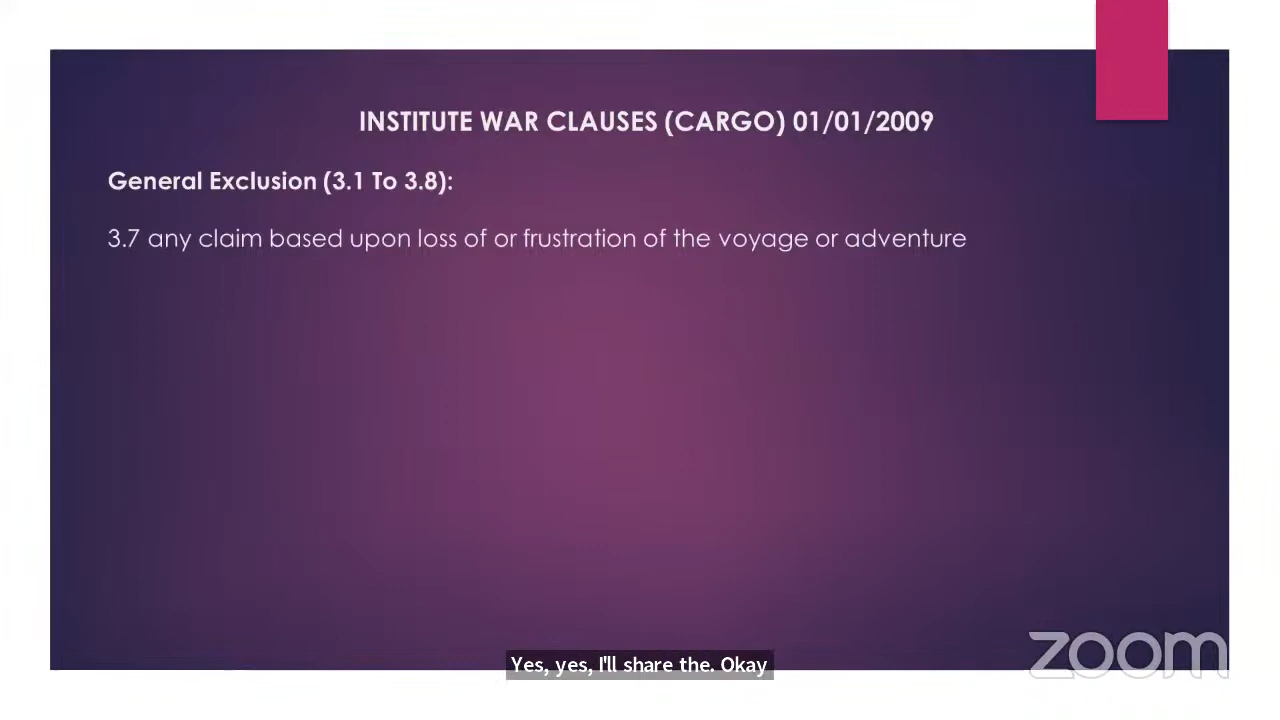 INSTITUTE WAR CLAUSES (CARGO) 01/01/2009
General Exclusion (3.1 To 3.8):
3.7 any claim based upon loss of or frustration of the voyage or adventure
Yes, yes, I'll share the. Okay
zoom